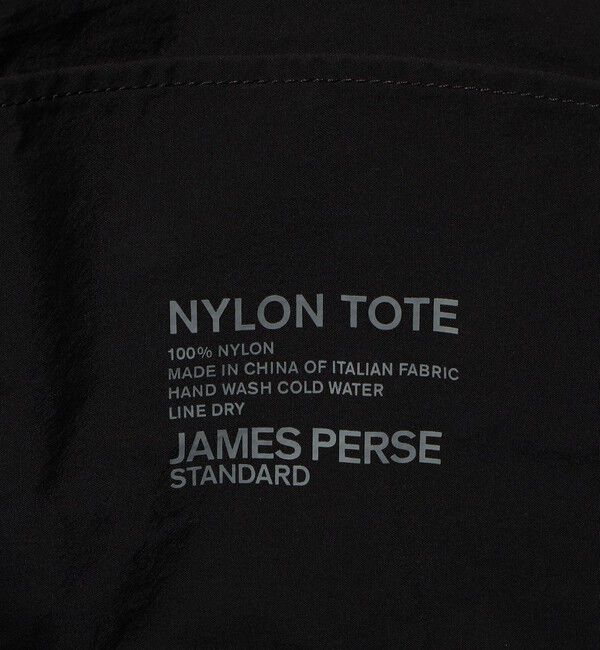 NYLON TOTE
100% NYLON
MADE IN CHINA OF ITALIAN FABRIC
HAND WASH COLD WATER
LINE DRY
JAMES PERSE
STANDARD